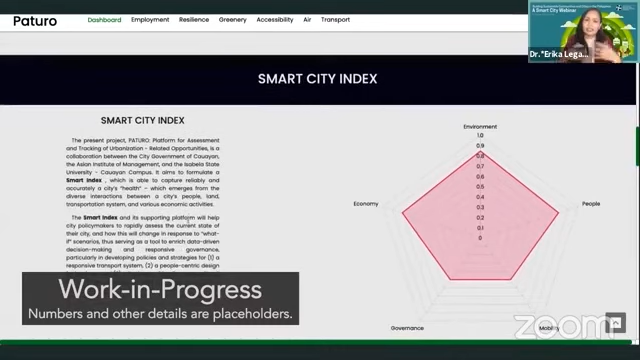 Paturo
Dashboard Employment Resilience Greenery Accessibility Air Transport
A Smart City Webinar
Dr. "Erika Lega...
SMART CITY INDEX
SMART CITY INDEX
The present project, PATURO: Platform for Assessment
and Tracking of Urbanization - Related Opportunities, is a
collaboration between the City Government of Cauayan,
the Asian Institute of Management, and the Isabela State
University - Cauayan Campus. It aims to formulate a
Smart Index , which is able to capture reliably and
accurately a city's "health" – which emerges from the
diverse interactions between a city's people, land,
transportation system, and various economic activities.
The Smart Index and its supporting platform will help
city policymakers to rapidly assess the current state of
their city, and how this will change in response to "what-
if" scenarios, thus serving as a tool to enrich data-driven
decision-making and responsive governance,
particularly in developing policies and strategies for (1) a
responsive transport system, (2) a people-centric design
Work-in-Progress
Numbers and other details are placeholders.
Environment
1.0
0.9
0.8
0.7
0.6
0.5
0.4
0.3
0.2
0.1
0
Economy
People
Governance
Mobility
zoom